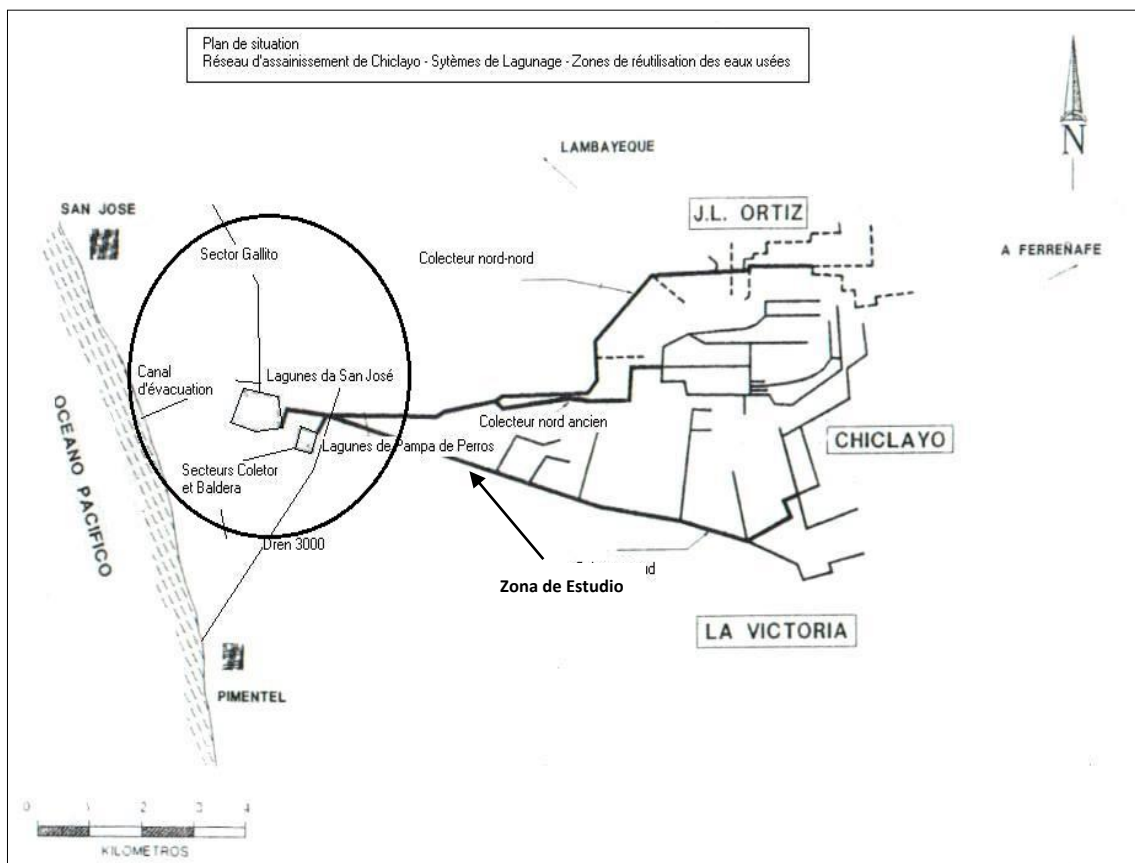 Plan de situation
Réseau d'assainissement de Chiclayo - Sytèmes de Lagunage - Zones de réutilisation des eaux usées
N
LAMBAYEQUE
SAN JOSE
J.L. ORTIZ
A FERREÑAFE
Sector Gallito
Colecteur nord-nord
Canal
d'évacuation
Lagunes da San José
OCEANO PACIFICO
Colecteur nord ancien
Lagunes de Pampa de Perros
CHICLAYO
Secteurs Coletor
et Baldera
Dren 3000
Zona de Estudio
LA VICTORIA
PIMENTEL
0 1 2 3 4
KILOMETROS